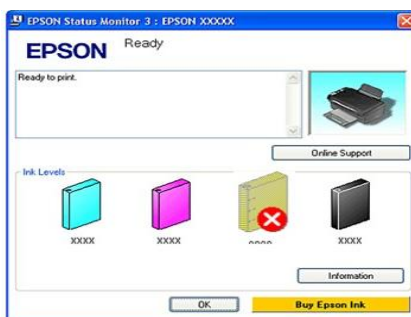 EPSON Status Monitor 3 : EPSON XXXXX
EPSON
Ready
Ready to print.
Online Support
Ink Levels
XXXX
XXXX
XXXX
Information
OK
Buy Epson Ink